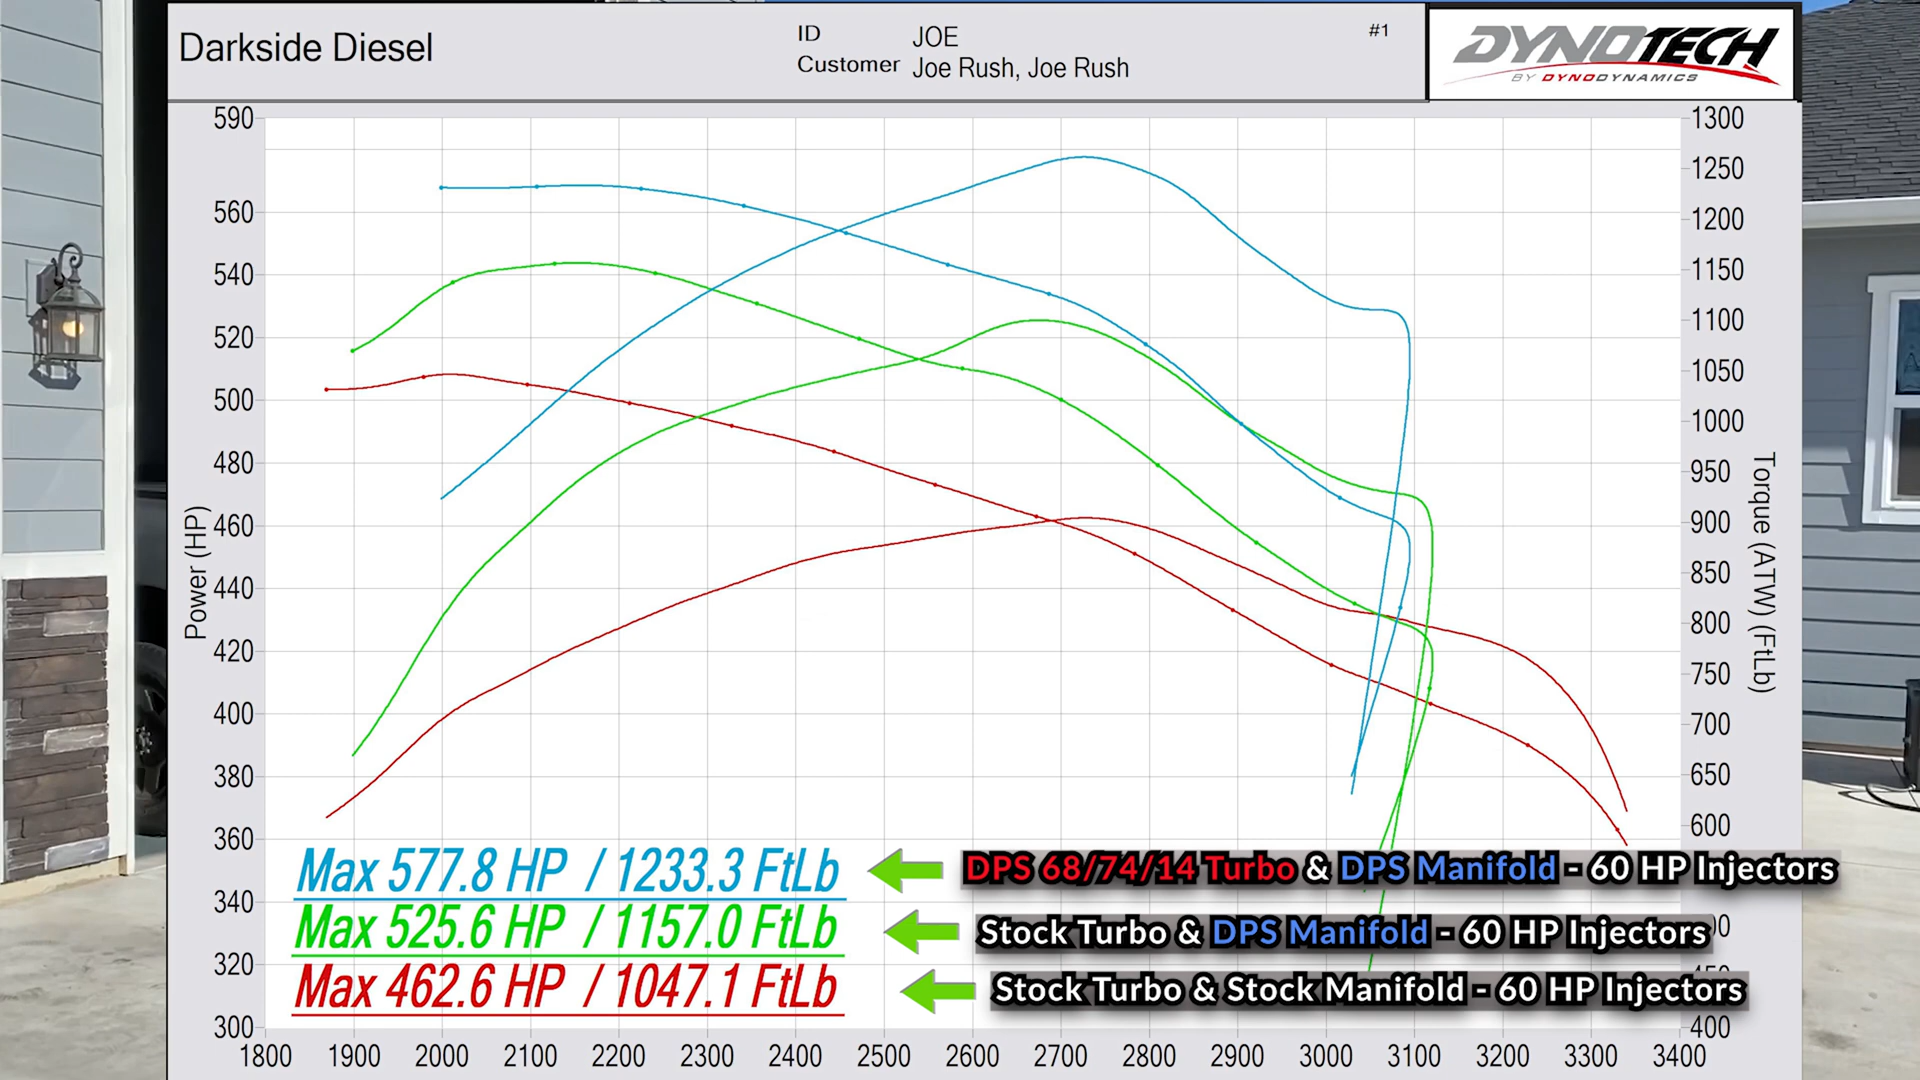 Darkside Diesel
ID JOE
Customer Joe Rush, Joe Rush
#1
DYNOTECH
BY DYNODYNAMICS
590
560
540
520
500
480
460
440
420
400
380
360
340
320
300
Power (HP)
1300
1250
1200
1150
1100
1050
1000
950
900
850
800
750
700
650
600
400
Torque (ATW) (FtLb)
Max 577.8 HP / 1233.3 FtLb
DPS 68/74/14 Turbo & DPS Manifold - 60 HP Injectors
Max 525.6 HP / 1157.0 FtLb
Stock Turbo & DPS Manifold - 60 HP Injectors
Max 462.6 HP / 1047.1 FtLb
Stock Turbo & Stock Manifold - 60 HP Injectors
1800 1900 2000 2100 2200 2300 2400 2500 2600 2700 2800 2900 3000 3100 3200 3300 3400